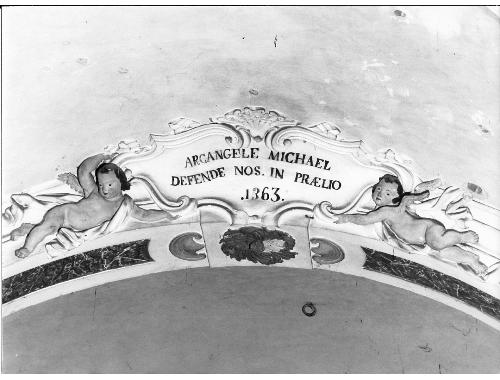 ARCANGELE MICHAEL
DEFENDE NOS. IN PRÆLIO
.1363.